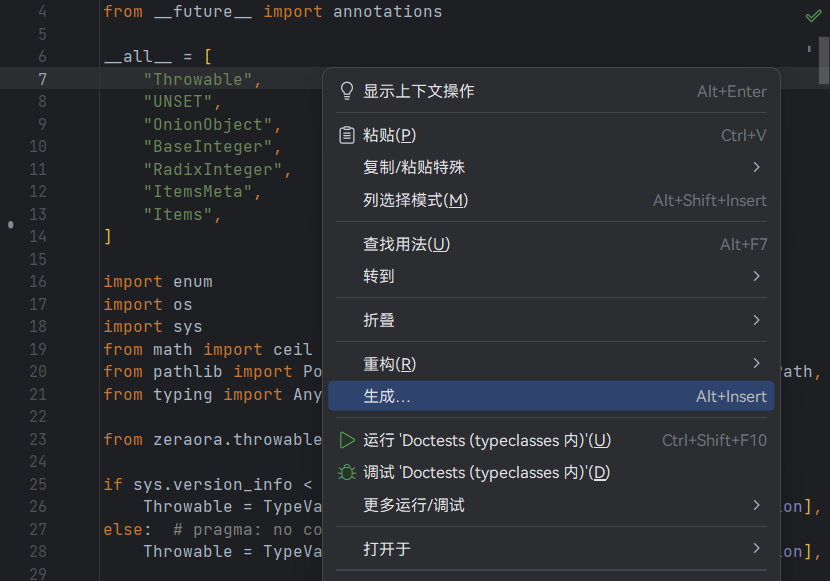 4 from __future__ import annotations
5
6 __all__ = [
7 "Throwable",
8 "UNSET",
9 "OnionObject",
10 "BaseInteger",
11 "RadixInteger",
12 "ItemsMeta",
13 "Items",
14 ]
15
16 import enum
17 import os
18 import sys
19 from math import ceil
20 from pathlib import Po ath,
21 from typing import Any
22
23 from zeraora.throwable
24
25 if sys.version_info <
26 Throwable = TypeVa on],
27 else: # pragma: no co
28 Throwable = TypeVa on],
29
显示上下文操作 Alt+Enter
粘贴(P) Ctrl+V
复制/粘贴特殊
列选择模式(M) Alt+Shift+Insert
查找用法(U) Alt+F7
转到
折叠
重构(R)
生成... Alt+Insert
运行 'Doctests (typeclasses 内)'(U) Ctrl+Shift+F10
调试 'Doctests (typeclasses 内)'(D)
更多运行/调试
打开于